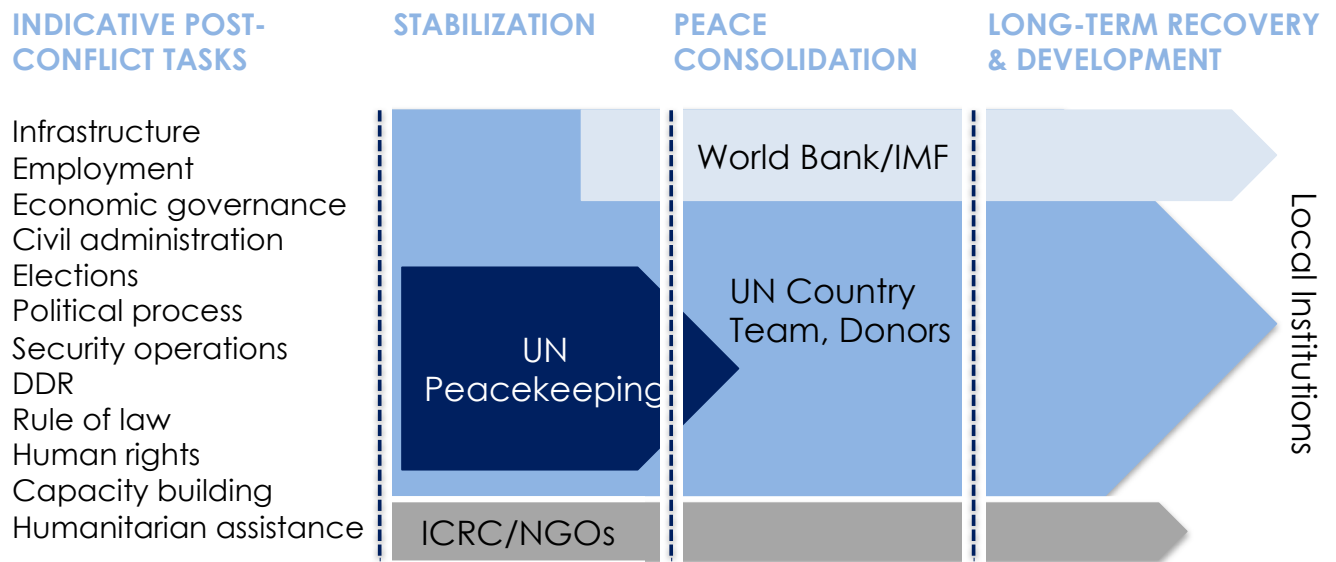 INDICATIVE POST-
CONFLICT TASKS
STABILIZATION
PEACE
CONSOLIDATION
LONG-TERM RECOVERY
& DEVELOPMENT
Infrastructure
Employment
Economic governance
Civil administration
Elections
Political process
Security operations
DDR
Rule of law
Human rights
Capacity building
Humanitarian assistance
World Bank/IMF
UN Country
Team, Donors
UN
Peacekeeping
ICRC/NGOs
Local Institutions